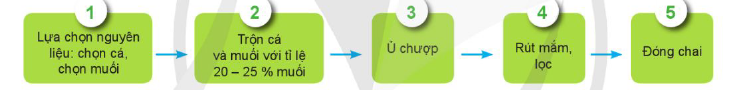 1
Lựa chọn nguyên
liệu: chọn cá,
chọn muối
2
Trộn cá
và muối với tỉ lệ
20 – 25 % muối
3
Ủ chượp
4
Rút mắm,
lọc
5
Đóng chai